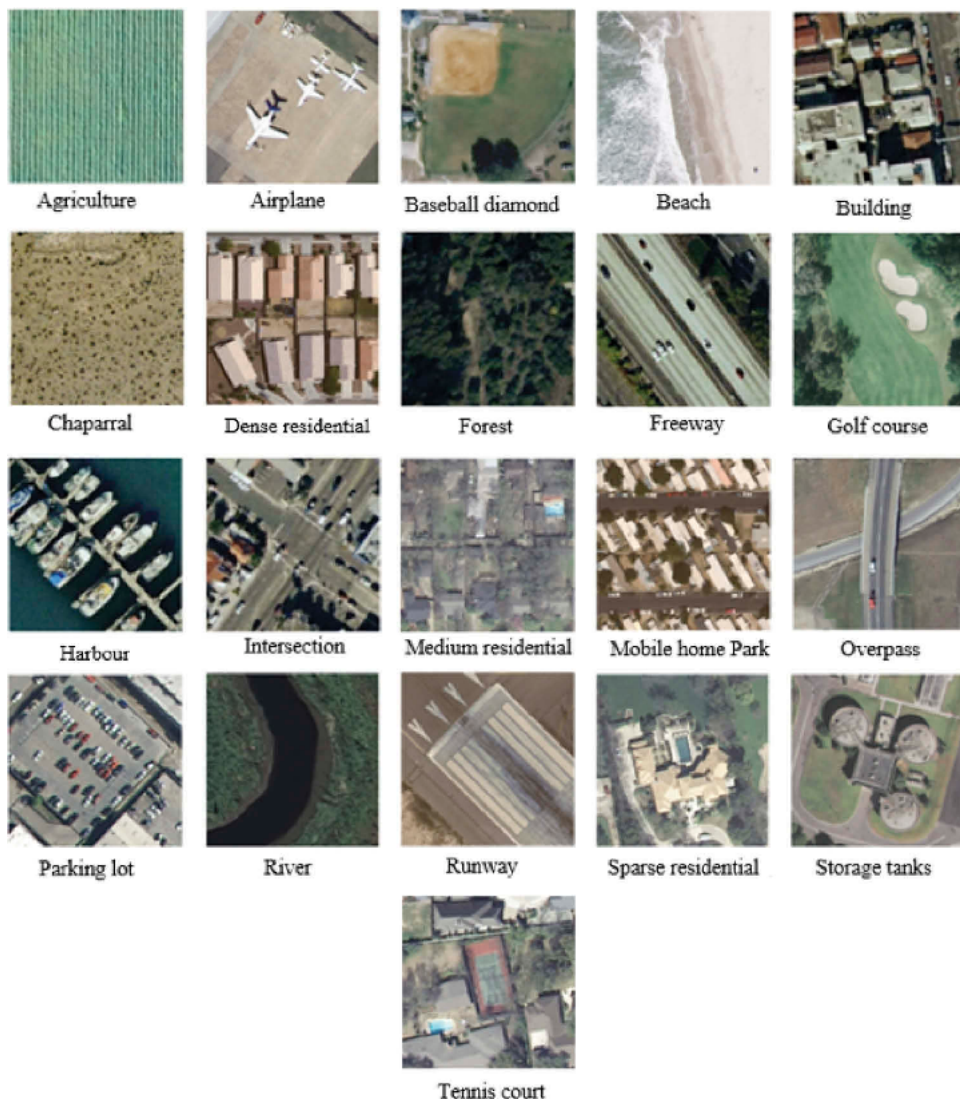 Agriculture
Airplane
Baseball diamond
Beach
Building
Chaparral
Dense residential
Forest
Freeway
Golf course
Harbour
Intersection
Medium residential
Mobile home Park
Overpass
Parking lot
River
Runway
Sparse residential
Storage tanks
Tennis court